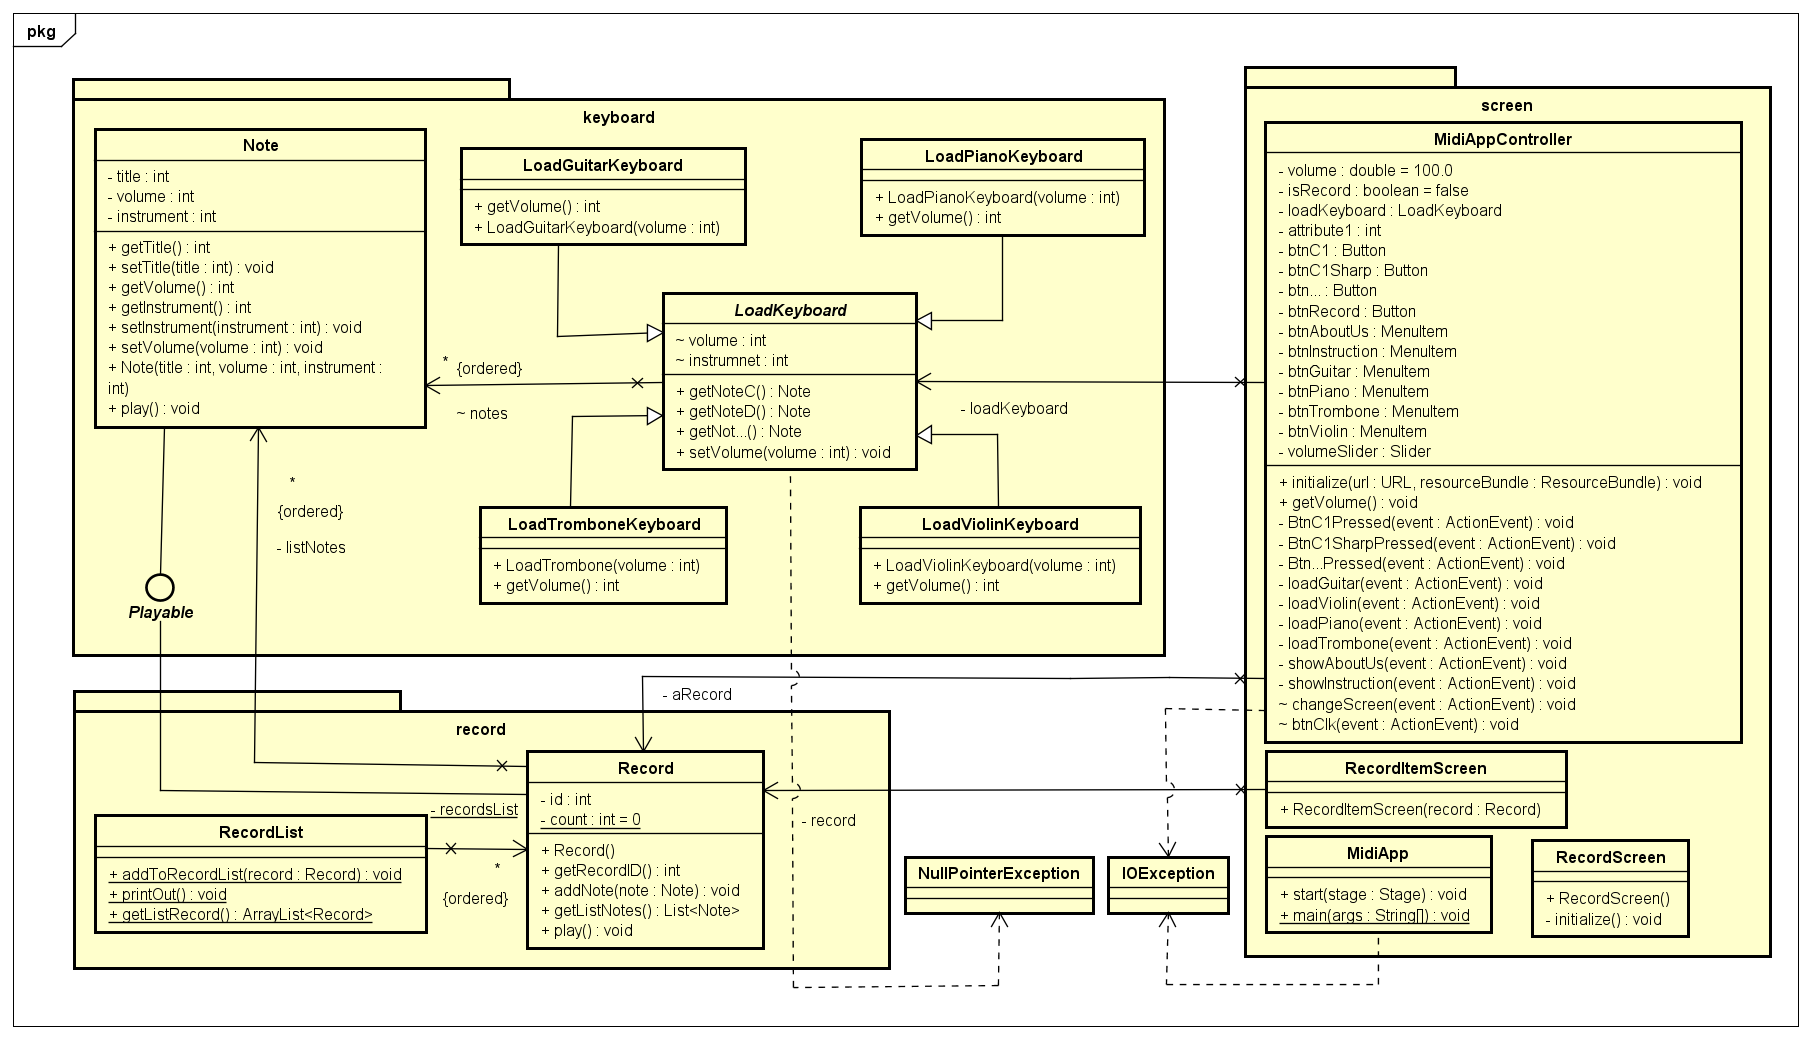 pkg
keyboard
Note
- title : int
- volume : int
- instrument : int
+ getTitle() : int
+ setTitle(title : int) : void
+ getVolume() : int
+ getInstrument() : int
+ setInstrument(instrument : int) : void
+ setVolume(volume : int) : void
+ Note(title : int, volume : int, instrument :
int)
+ play() : void
LoadGuitarKeyboard
+ getVolume() : int
+ LoadGuitarKeyboard(volume : int)
LoadPianoKeyboard
+ LoadPianoKeyboard(volume : int)
+ getVolume() : int
LoadKeyboard
~ volume : int
~ instrumnet : int
+ getNoteC() : Note
+ getNoteD() : Note
+ getNot...() : Note
+ setVolume(volume : int) : void
*
{ordered}
~ notes
- loadKeyboard
LoadTromboneKeyboard
+ LoadTrombone(volume : int)
+ getVolume() : int
LoadViolinKeyboard
+ LoadViolinKeyboard(volume : int)
+ getVolume() : int
*
{ordered}
- listNotes
Playable
screen
MidiAppController
- volume : double = 100.0
- isRecord : boolean = false
- loadKeyboard : LoadKeyboard
- attribute1 : int
- btnC1 : Button
- btnC1Sharp : Button
- btn... : Button
- btnRecord : Button
- btnAboutUs : MenuItem
- btnInstruction : MenuItem
- btnGuitar : MenuItem
- btnPiano : MenuItem
- btnTrombone : MenuItem
- btnViolin : MenuItem
- volumeSlider : Slider
+ initialize(url : URL, resourceBundle : ResourceBundle) : void
+ getVolume() : void
- BtnC1Pressed(event : ActionEvent) : void
- BtnC1SharpPressed(event : ActionEvent) : void
- Btn...Pressed(event : ActionEvent) : void
- loadGuitar(event : ActionEvent) : void
- loadViolin(event : ActionEvent) : void
- loadPiano(event : ActionEvent) : void
- loadTrombone(event : ActionEvent) : void
- showAboutUs(event : ActionEvent) : void
- showInstruction(event : ActionEvent) : void
~ changeScreen(event : ActionEvent) : void
~ btnClk(event : ActionEvent) : void
- aRecord
record
Record
- id : int
- count : int = 0
+ Record()
+ getRecordID() : int
+ addNote(note : Note) : void
+ getListNotes() : List<Note>
+ play() : void
- recordsList
*
{ordered}
RecordList
+ addToRecordList(record : Record) : void
+ printOut() : void
+ getListRecord() : ArrayList<Record>
- record
NullPointerException
IOException
RecordItemScreen
+ RecordItemScreen(record : Record)
MidiApp
+ start(stage : Stage) : void
+ main(args : String[]) : void
RecordScreen
+ RecordScreen()
- initialize() : void